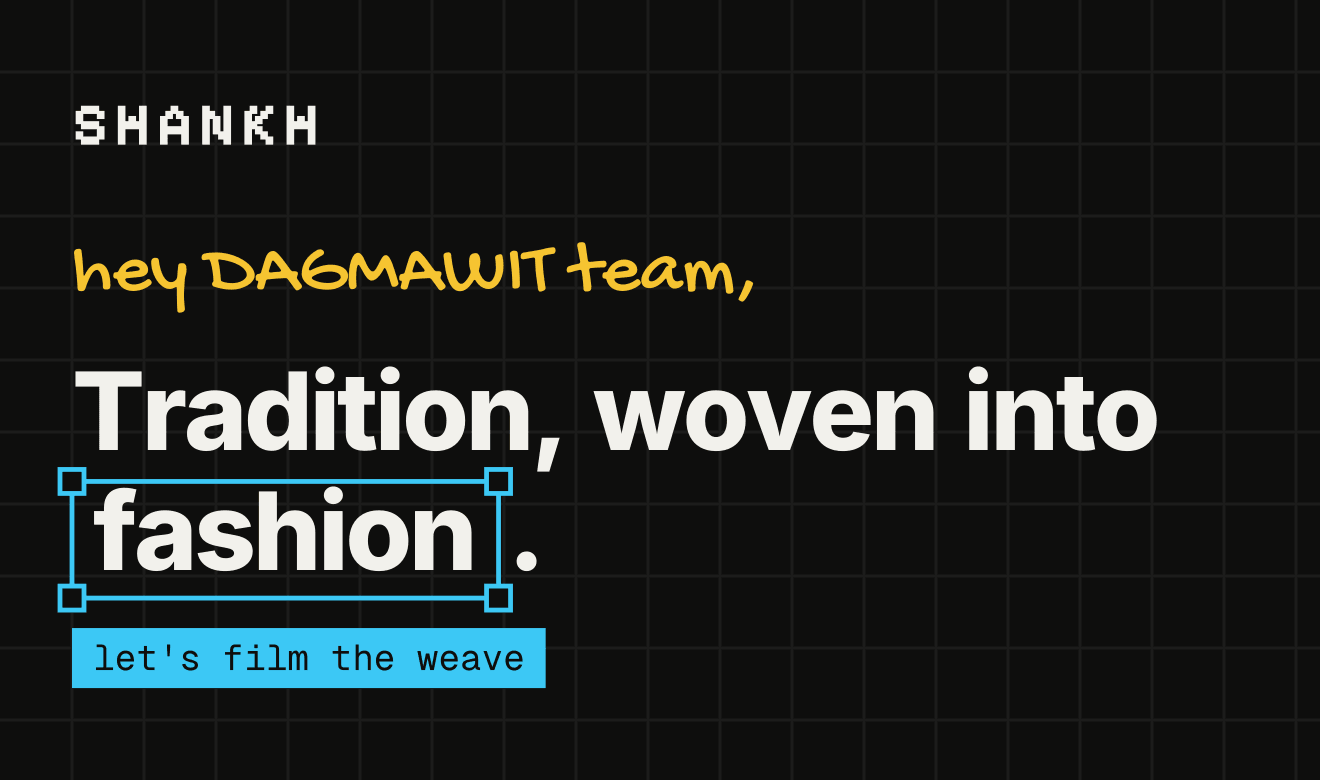 SHANKH
hey DAGMAWIT team,
Tradition, woven into
fashion.
let's film the weave